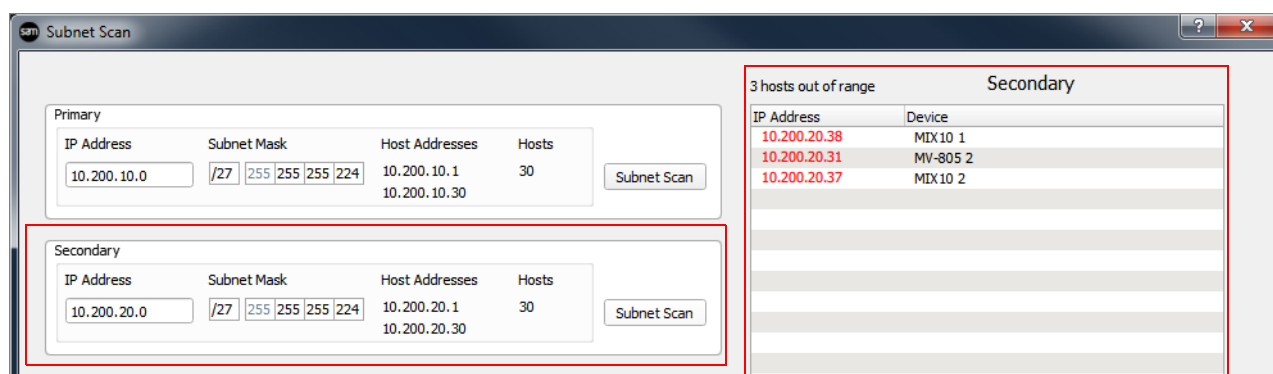 sam Subnet Scan ? X
Primary
IP Address Subnet Mask Host Addresses Hosts
10.200.10.0 /27 255 255 255 224 10.200.10.1 30 Subnet Scan
10.200.10.30
Secondary
IP Address Subnet Mask Host Addresses Hosts
10.200.20.0 /27 255 255 255 224 10.200.20.1 30 Subnet Scan
10.200.20.30
3 hosts out of range Secondary
IP Address Device
10.200.20.38 MIX10 1
10.200.20.31 MV-805 2
10.200.20.37 MIX10 2